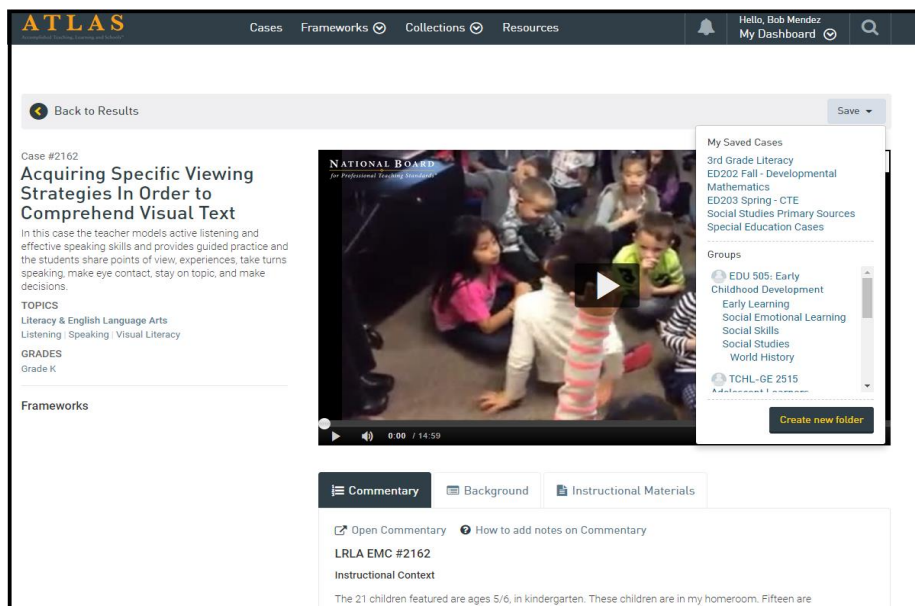 ATLAS
Accomplished Teaching, Learning and Schools®
Cases Frameworks Collections Resources
Hello, Bob Mendez
My Dashboard
Back to Results
Save
Case #2162
Acquiring Specific Viewing
Strategies In Order to
Comprehend Visual Text
In this case the teacher models active listening and
effective speaking skills and provides guided practice and
the students share points of view, experiences, take turns
speaking, make eye contact, stay on topic, and make
decisions.
TOPICS
Literacy & English Language Arts
Listening | Speaking | Visual Literacy
GRADES
Grade K
Frameworks
NATIONAL BOARD
for Professional Teaching Standards®
0:00 / 14:59
My Saved Cases
3rd Grade Literacy
ED202 Fall - Developmental
Mathematics
ED203 Spring - CTE
Social Studies Primary Sources
Special Education Cases
Groups
EDU 505: Early
Childhood Development
Early Learning
Social Emotional Learning
Social Skills
Social Studies
World History
TCHL-GE 2515
Adolescent Learners
Create new folder
Commentary Background Instructional Materials
Open Commentary How to add notes on Commentary
LRLA EMC #2162
Instructional Context
The 21 children featured are ages 5/6, in kindergarten. These children are in my homeroom. Fifteen are